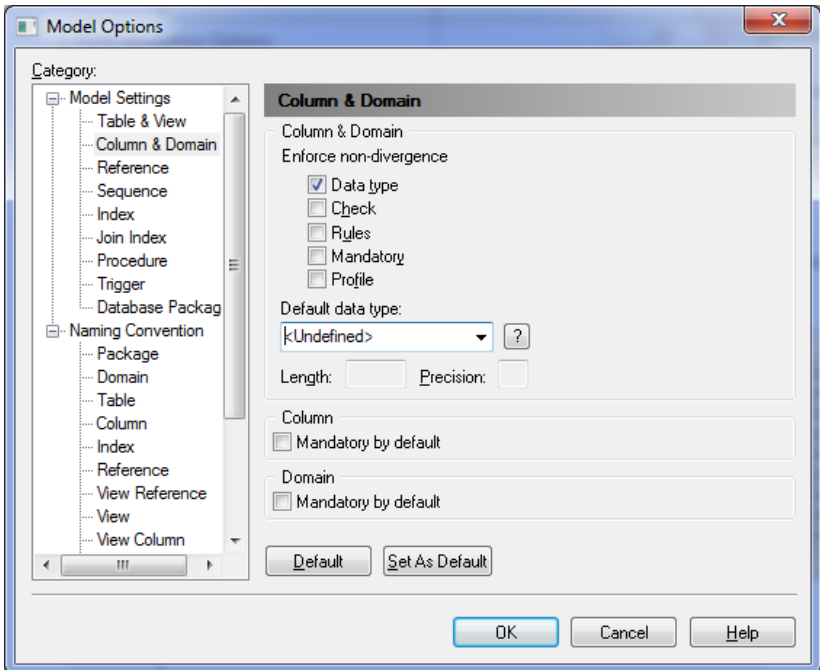 Model Options
Category:
Model Settings
Table & View
Column & Domain
Reference
Sequence
Index
Join Index
Procedure
Trigger
Database Packag
Naming Convention
Package
Domain
Table
Column
Index
Reference
View Reference
View
View Column
Column & Domain
Column & Domain
Enforce non-divergence
Data type
Check
Rules
Mandatory
Profile
Default data type:
<Undefined>
?
Length: Precision:
Column
Mandatory by default
Domain
Mandatory by default
Default Set As Default
OK Cancel Help